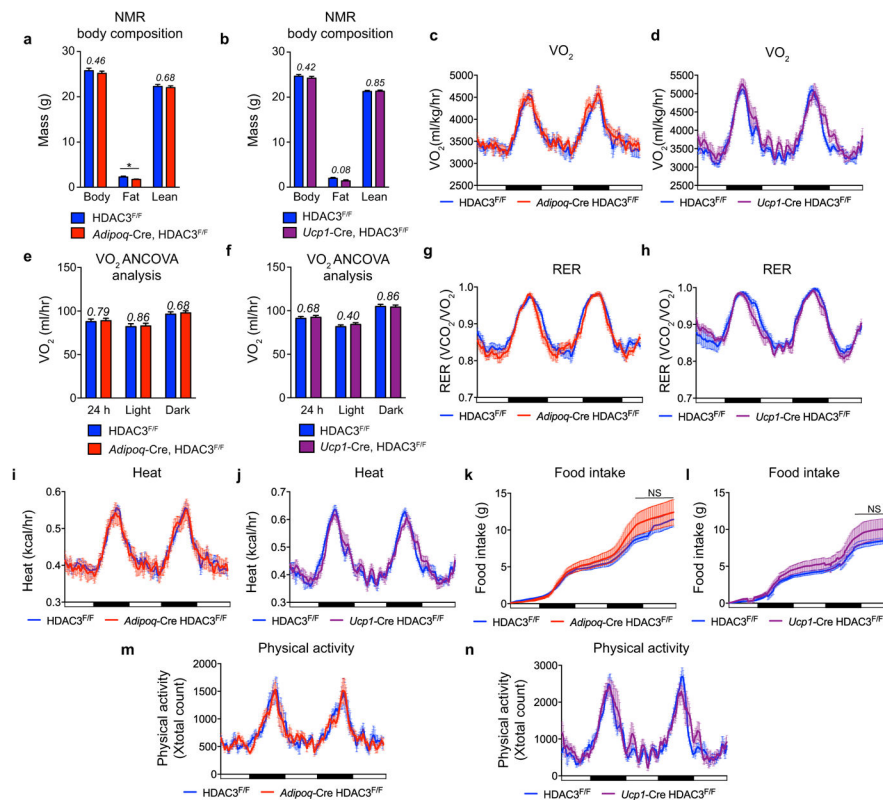 a
NMR
body composition
Mass (g)
30
20
10
0
0.46
*
0.68
Body Fat Lean
HDAC3F/F
Adipoq-Cre, HDAC3F/F
b
NMR
body composition
Mass (g)
30
20
10
0
0.42
0.08
0.85
Body Fat Lean
HDAC3F/F
Ucp1-Cre, HDAC3F/F
c
VO2
VO2(ml/kg/hr)
5000
4500
4000
3500
3000
2500
HDAC3F/F Adipoq-Cre HDAC3F/F
d
VO2
VO2(ml/kg/hr)
5500
5000
4500
4000
3500
3000
2500
HDAC3F/F Ucp1-Cre HDAC3F/F
e
VO2 ANCOVA
analysis
VO2 (ml/hr)
150
100
50
0
0.79
0.86
0.68
24 h Light Dark
HDAC3F/F
Adipoq-Cre, HDAC3F/F
f
VO2 ANCOVA
analysis
VO2 (ml/hr)
150
100
50
0
0.68
0.40
0.86
24 h Light Dark
HDAC3F/F
Ucp1-Cre, HDAC3F/F
g
RER
RER (VCO2/VO2)
1.0
0.9
0.8
0.7
HDAC3F/F Adipoq-Cre HDAC3F/F
h
RER
RER (VCO2/VO2)
1.0
0.9
0.8
0.7
HDAC3F/F Ucp1-Cre HDAC3F/F
i
Heat
Heat (kcal/hr)
0.6
0.5
0.4
0.3
HDAC3F/F Adipoq-Cre HDAC3F/F
j
Heat
Heat (kcal/hr)
0.7
0.6
0.5
0.4
0.3
HDAC3F/F Ucp1-Cre HDAC3F/F
k
Food intake
Food intake (g)
15
10
5
0
NS
HDAC3F/F Adipoq-Cre HDAC3F/F
l
Food intake
Food intake (g)
15
10
5
0
NS
HDAC3F/F Ucp1-Cre HDAC3F/F
m
Physical activity
Physical activity
(Xtotal count)
2000
1500
1000
500
0
HDAC3F/F Adipoq-Cre HDAC3F/F
n
Physical activity
Physical activity
(Xtotal count)
3000
2000
1000
0
HDAC3F/F Ucp1-Cre HDAC3F/F